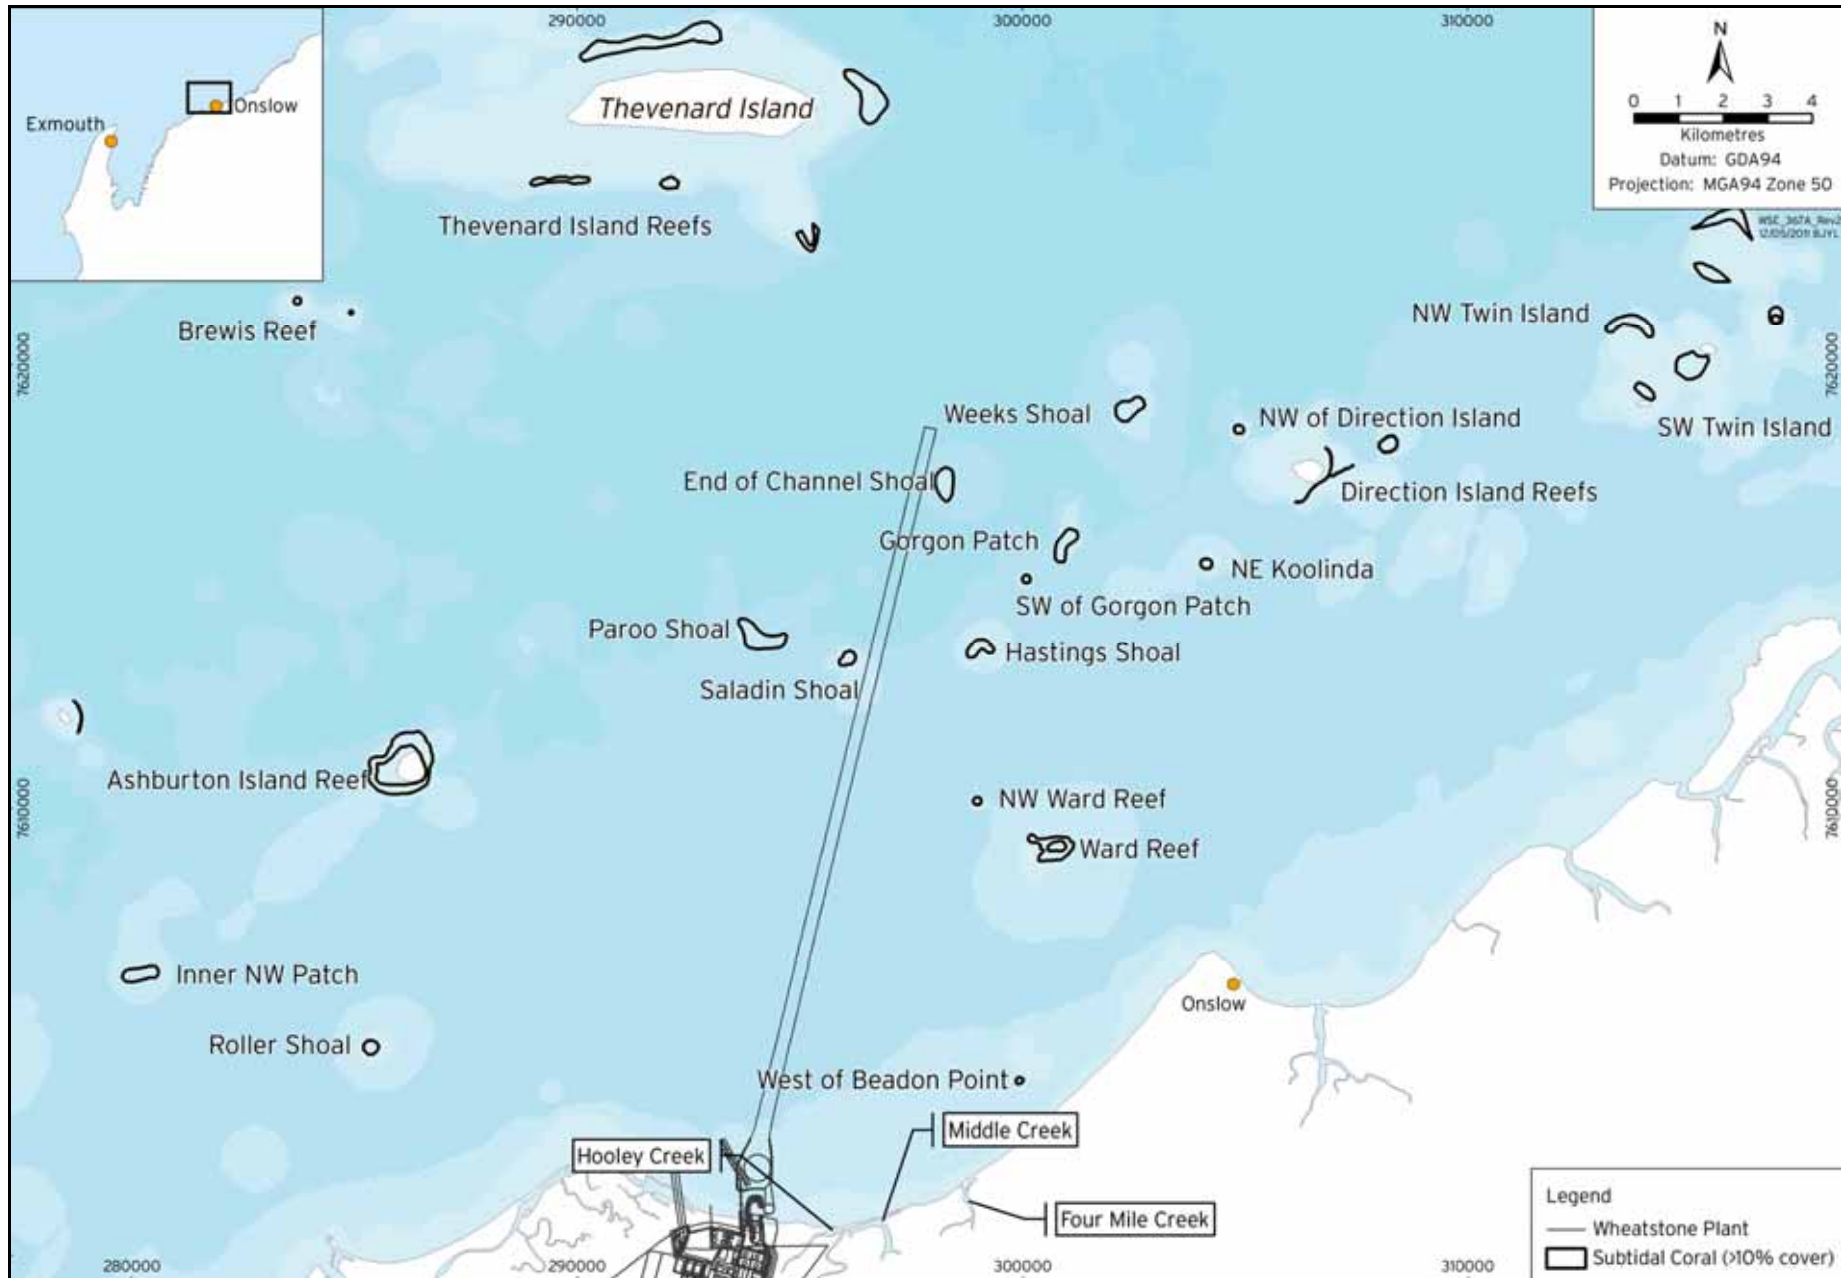 290000
300000
310000
Exmouth
Onslow
Thevenard Island
N
0 1 2 3 4
Kilometres
Datum: GDA94
Projection: MGA94 Zone 50
WSE_367A_Rev2
12/05/2011 BJYL
Thevenard Island Reefs
Brewis Reef
NW Twin Island
7620000
7620000
Weeks Shoal
NW of Direction Island
SW Twin Island
End of Channel Shoal
Direction Island Reefs
Gorgon Patch
NE Koolinda
SW of Gorgon Patch
Paroo Shoal
Hastings Shoal
Saladin Shoal
Ashburton Island Reef
7610000
7610000
NW Ward Reef
Ward Reef
Inner NW Patch
Onslow
Roller Shoal
West of Beadon Point
Middle Creek
Hooley Creek
Four Mile Creek
Legend
Wheatstone Plant
Subtidal Coral (>10% cover)
280000
290000
300000
310000